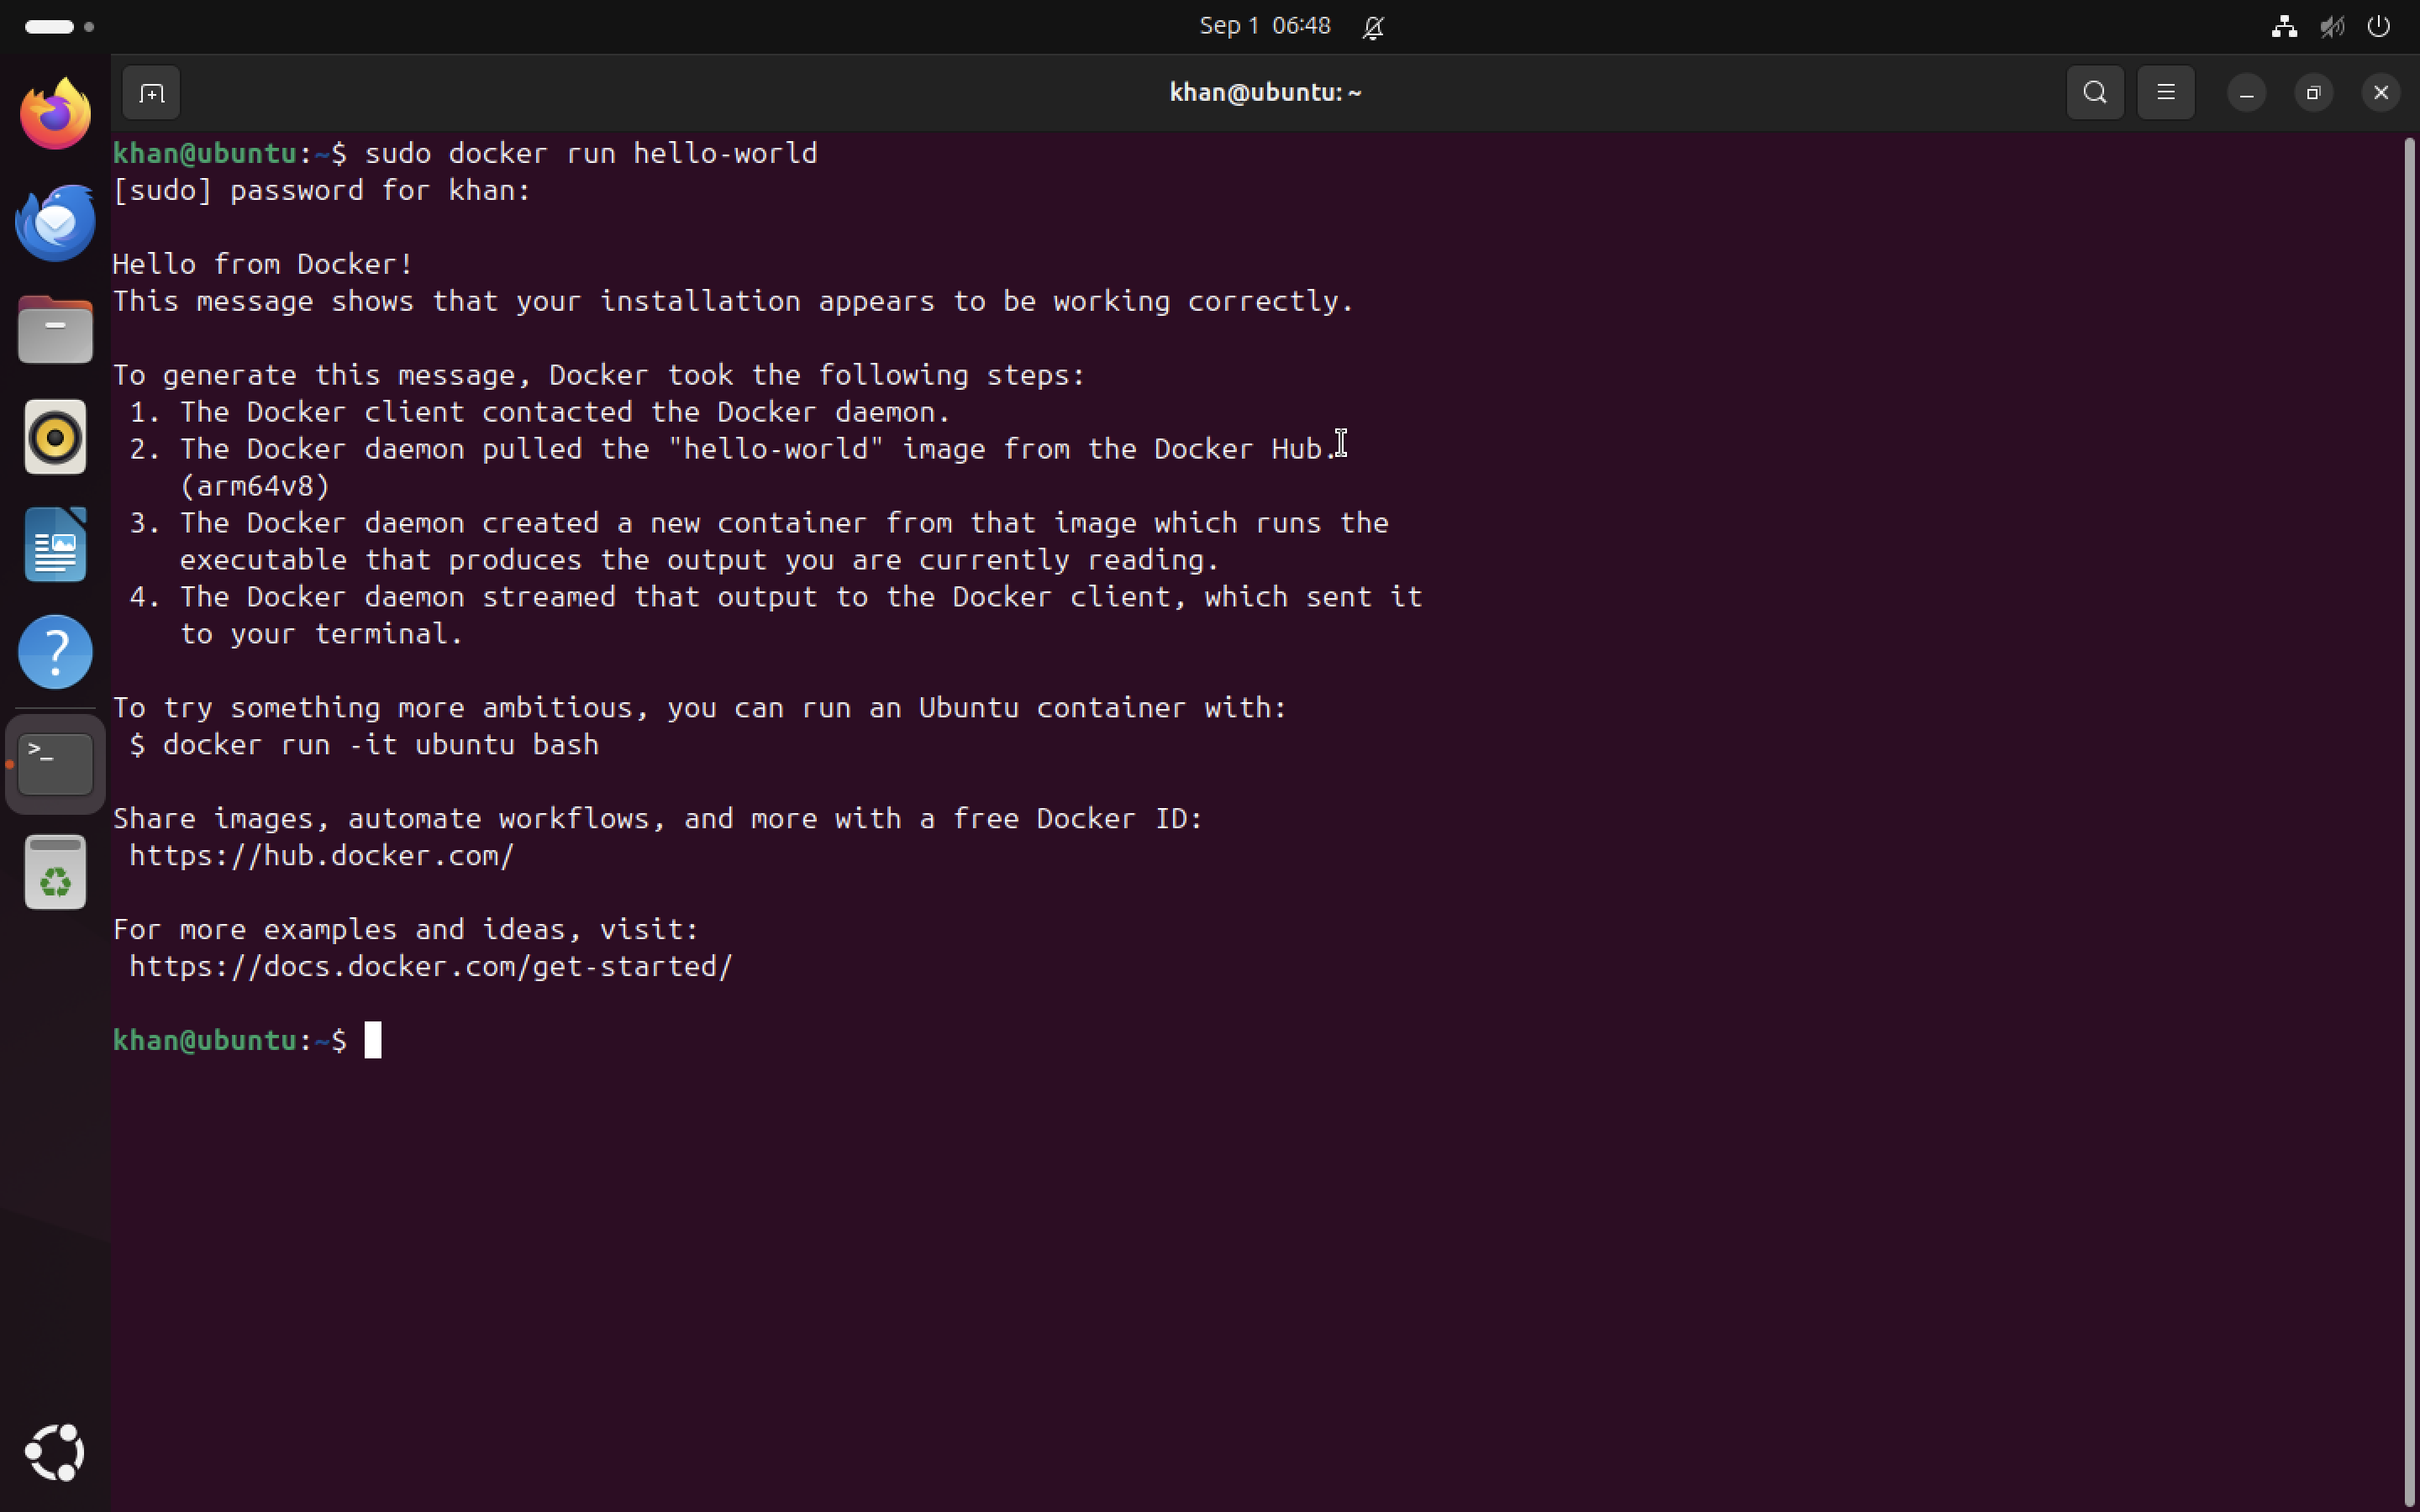 Sep 1 06:48
khan@ubuntu: ~
khan@ubuntu:~$ sudo docker run hello-world
[sudo] password for khan:
Hello from Docker!
This message shows that your installation appears to be working correctly.
To generate this message, Docker took the following steps:
1. The Docker client contacted the Docker daemon.
2. The Docker daemon pulled the "hello-world" image from the Docker Hub.
(arm64v8)
3. The Docker daemon created a new container from that image which runs the
executable that produces the output you are currently reading.
4. The Docker daemon streamed that output to the Docker client, which sent it
to your terminal.
To try something more ambitious, you can run an Ubuntu container with:
$ docker run -it ubuntu bash
Share images, automate workflows, and more with a free Docker ID:
https://hub.docker.com/
For more examples and ideas, visit:
https://docs.docker.com/get-started/
khan@ubuntu:~$